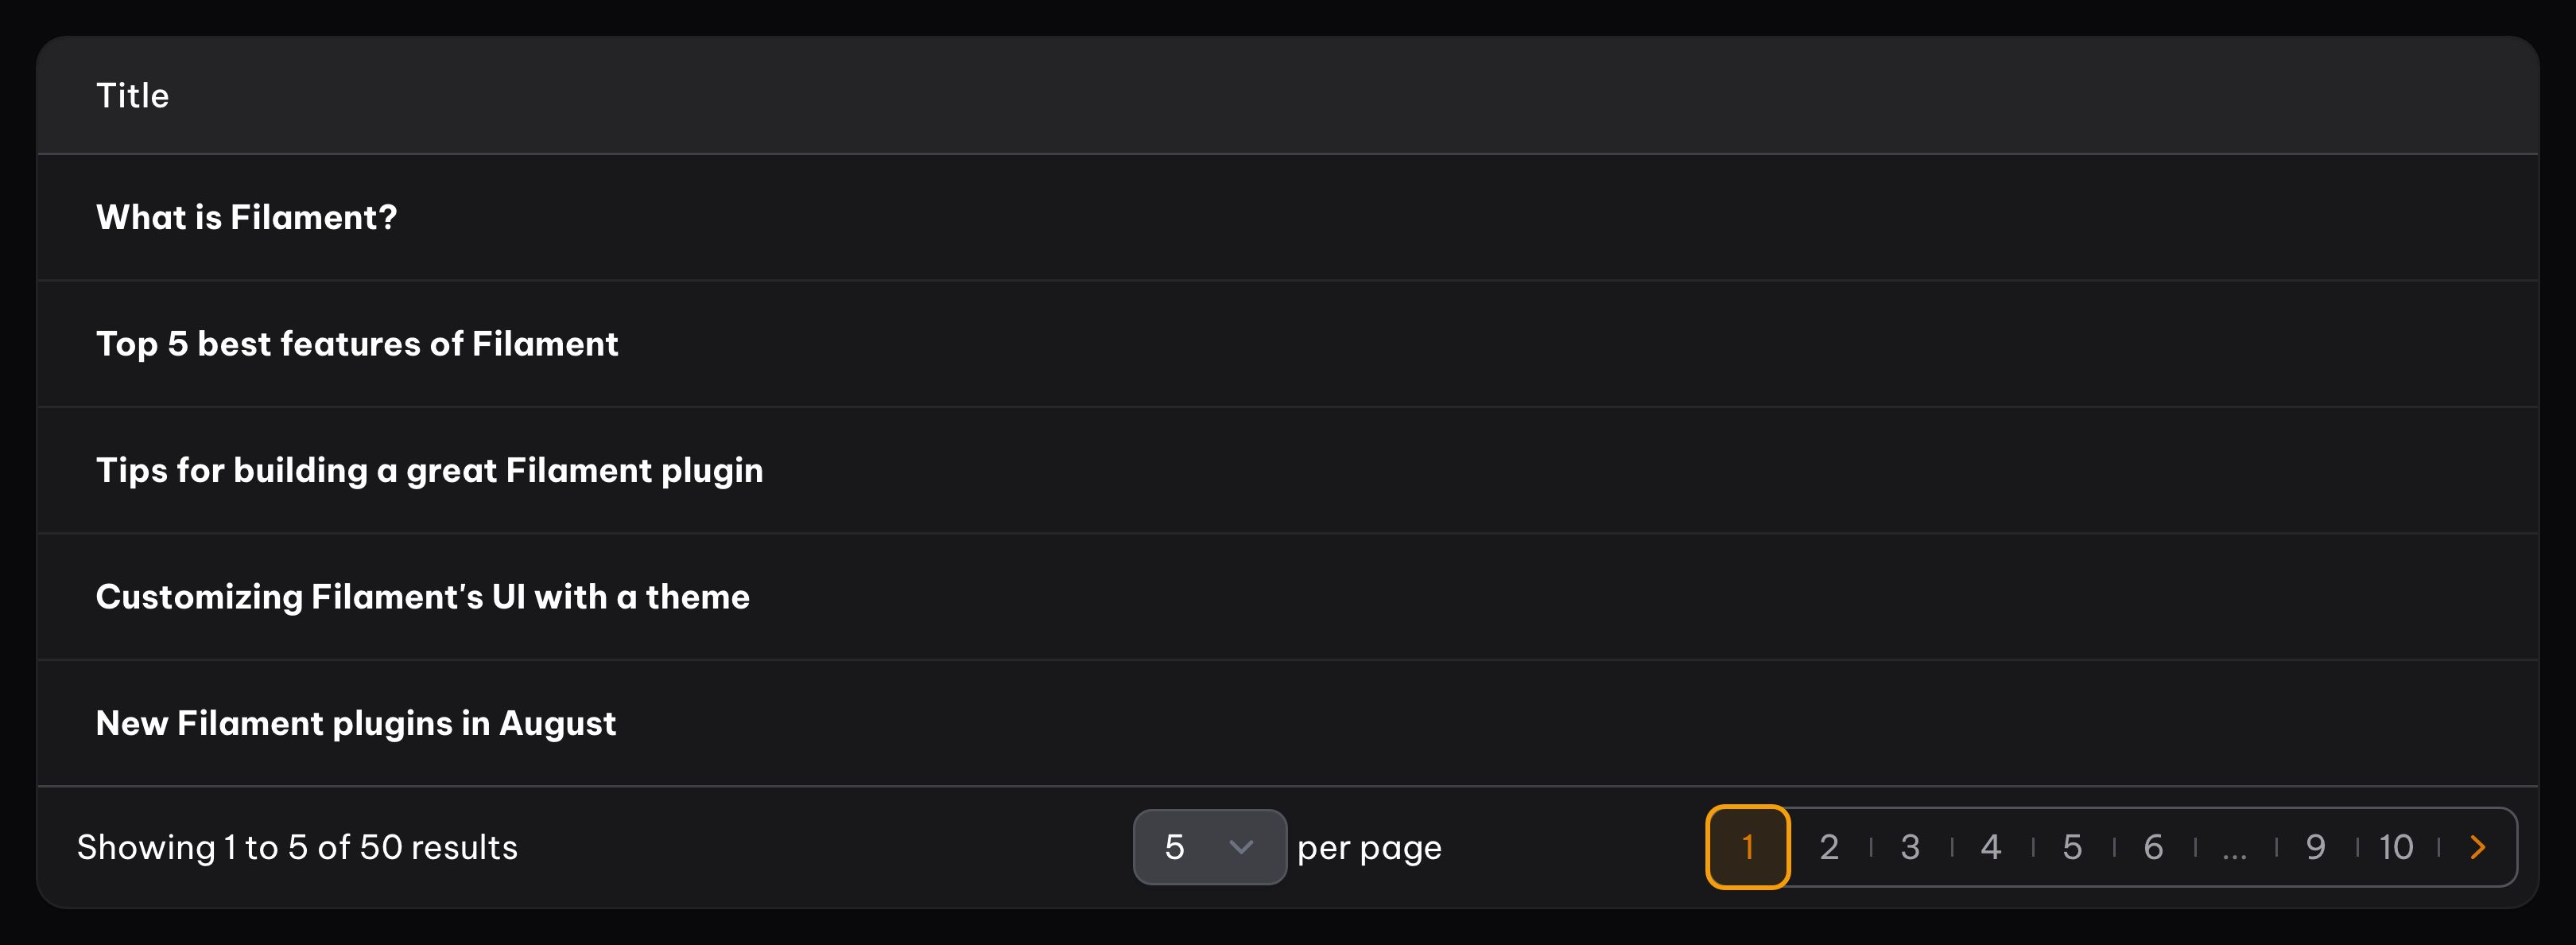 Title
What is Filament?
Top 5 best features of Filament
Tips for building a great Filament plugin
Customizing Filament's UI with a theme
New Filament plugins in August
Showing 1 to 5 of 50 results 5 per page 1 2 3 4 5 6 ... 9 10